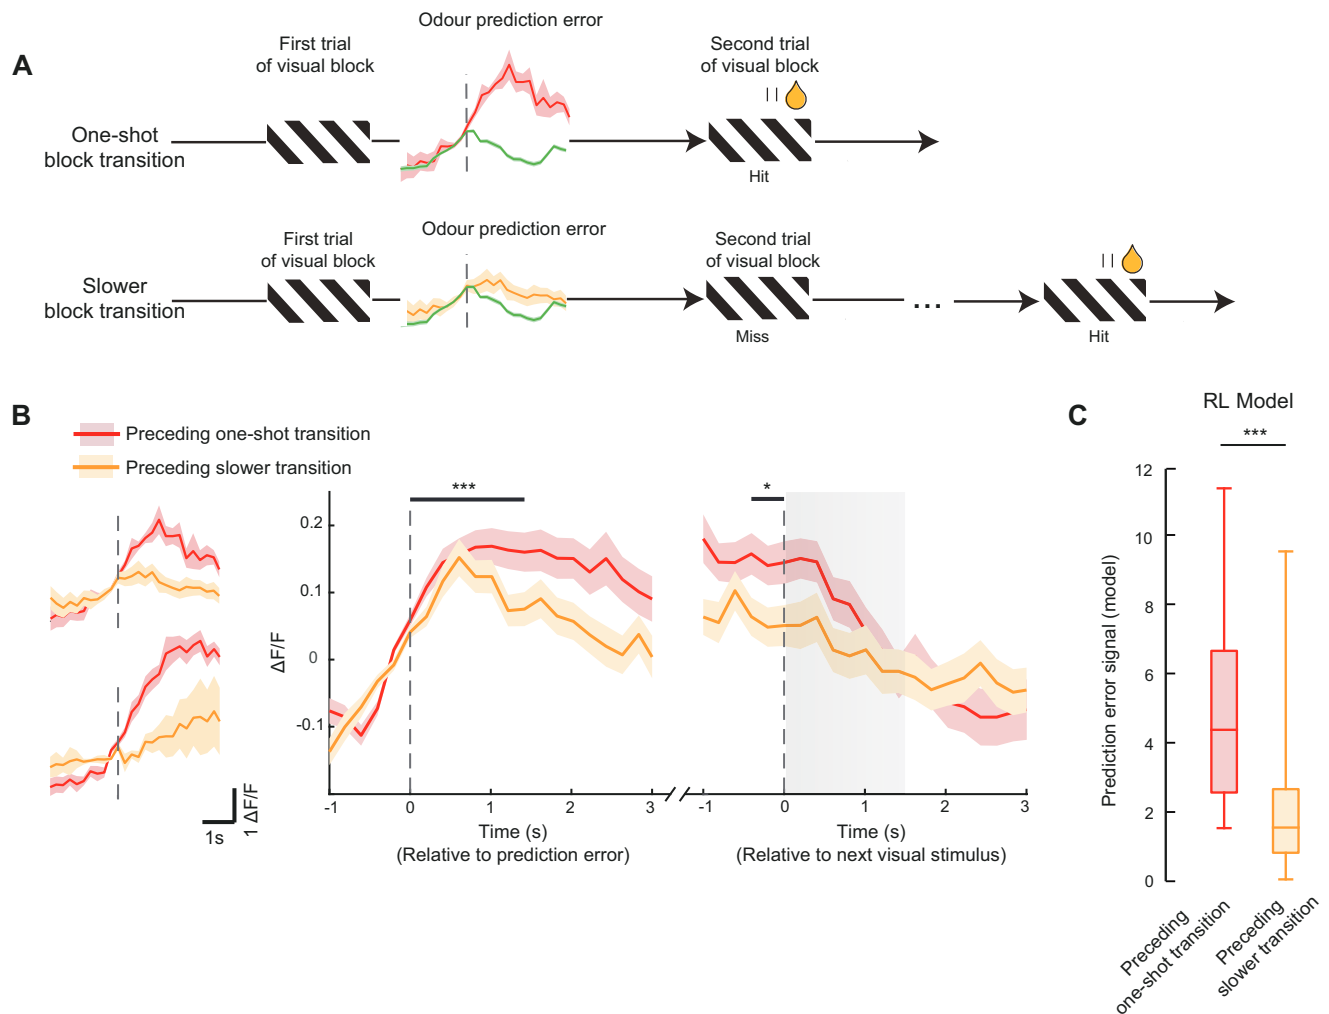 A
Odour prediction error
First trial
of visual block
Second trial
of visual block
One-shot
block transition
Hit
Odour prediction error
First trial
of visual block
Second trial
of visual block
Slower
block transition
...
Miss
Hit
B
Preceding one-shot transition
Preceding slower transition
1s
1 ΔF/F
***
*
ΔF/F
0.2
0.1
0
-0.1
-1
0
1
2
3
-1
0
1
2
3
Time (s)
(Relative to prediction error)
Time (s)
(Relative to next visual stimulus)
C
RL Model
***
Prediction error signal (model)
12
10
8
6
4
2
0
Preceding
one-shot transition
Preceding
slower transition